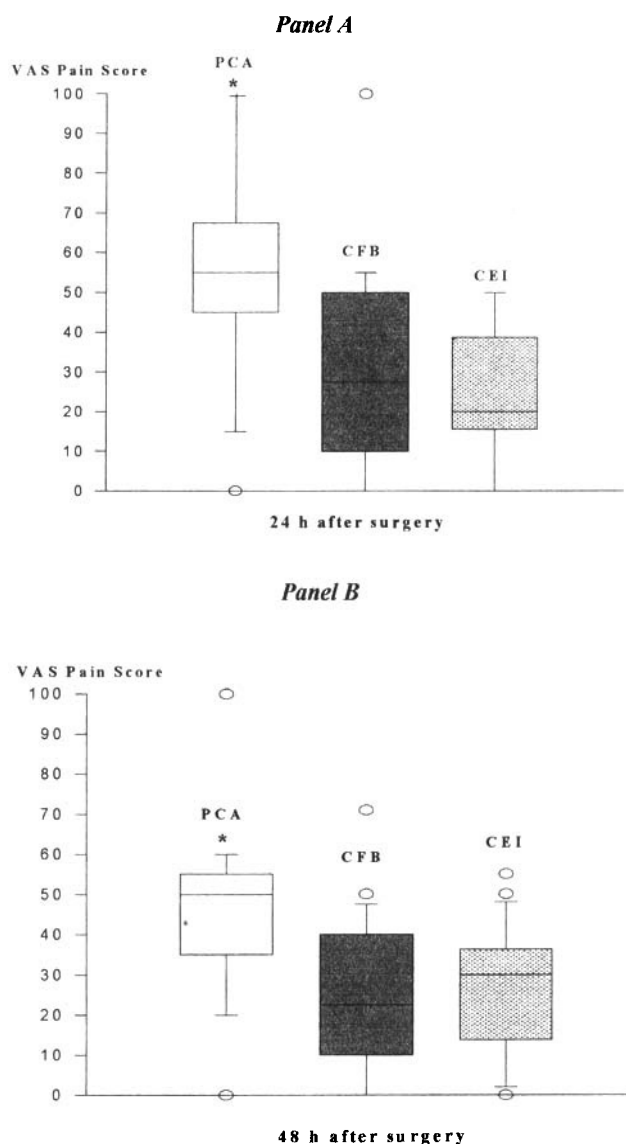 Panel A
VAS Pain Score
PCA
*
100
90
80
70
60
50
40
30
20
10
0
CFB
CEI
24 h after surgery
Panel B
VAS Pain Score
100
90
80
70
60
50
40
30
20
10
0
PCA
*
CFB
CEI
48 h after surgery